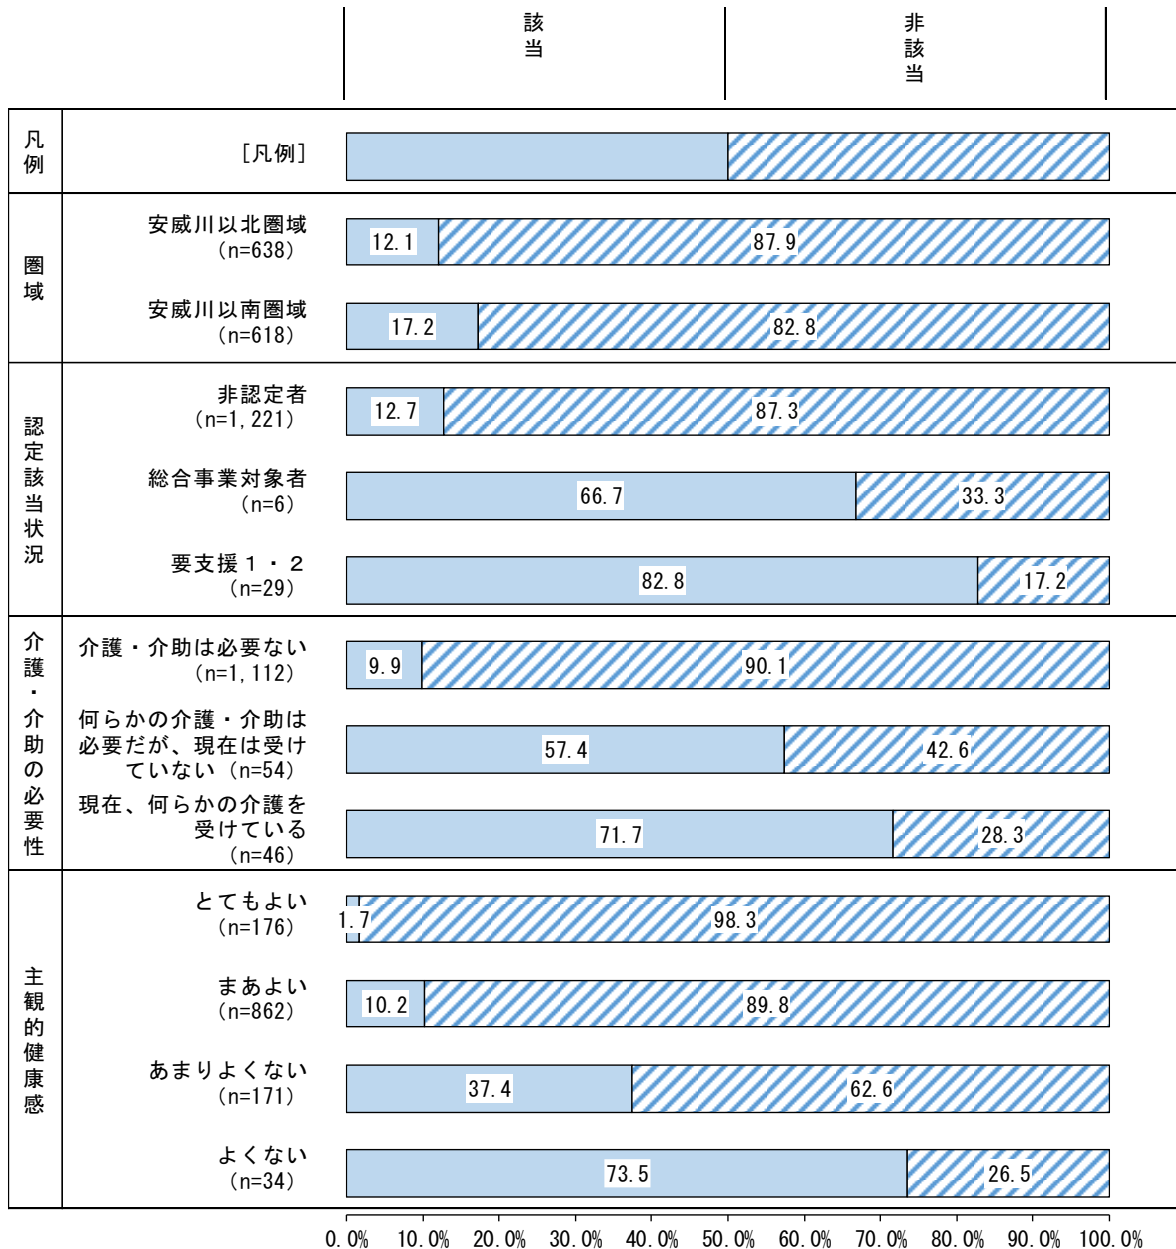 該当
非該当
凡例
[凡例]
圏域
安威川以北圏域
(n=638)
12.1
87.9
安威川以南圏域
(n=618)
17.2
82.8
認定該当状況
非認定者
(n=1,221)
12.7
87.3
総合事業対象者
(n=6)
66.7
33.3
要支援１・２
(n=29)
82.8
17.2
介護・介助の必要性
介護・介助は必要ない
(n=1,112)
9.9
90.1
何らかの介護・介助は
必要だが、現在は受け
ていない (n=54)
57.4
42.6
現在、何らかの介護を
受けている
(n=46)
71.7
28.3
主観的健康感
とてもよい
(n=176)
1.7
98.3
まあよい
(n=862)
10.2
89.8
あまりよくない
(n=171)
37.4
62.6
よくない
(n=34)
73.5
26.5
0.0% 10.0% 20.0% 30.0% 40.0% 50.0% 60.0% 70.0% 80.0% 90.0% 100.0%